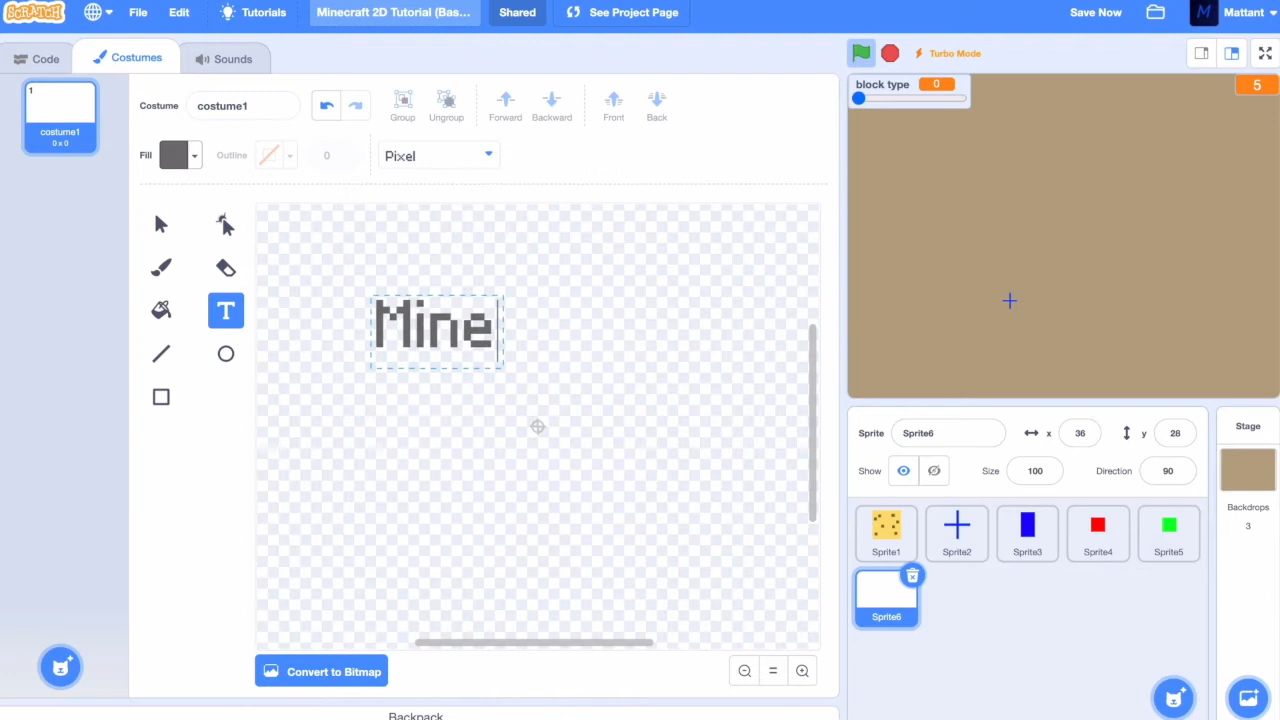 SCRATCH File Edit Tutorials Minecraft 2D Tutorial (Bas... Shared See Project Page Save Now Mattant
Code Costumes Sounds Turbo Mode
1
costume1
0 x 0
Costume costume1 Group Ungroup Forward Backward Front Back
Fill Outline 0 Pixel
block type 0 5
Mine
T
Convert to Bitmap
Sprite Sprite6 x 36 y 28
Show Size 100 Direction 90
Sprite1 Sprite2 Sprite3 Sprite4 Sprite5
Sprite6
Stage
Backdrops
3
Backpack